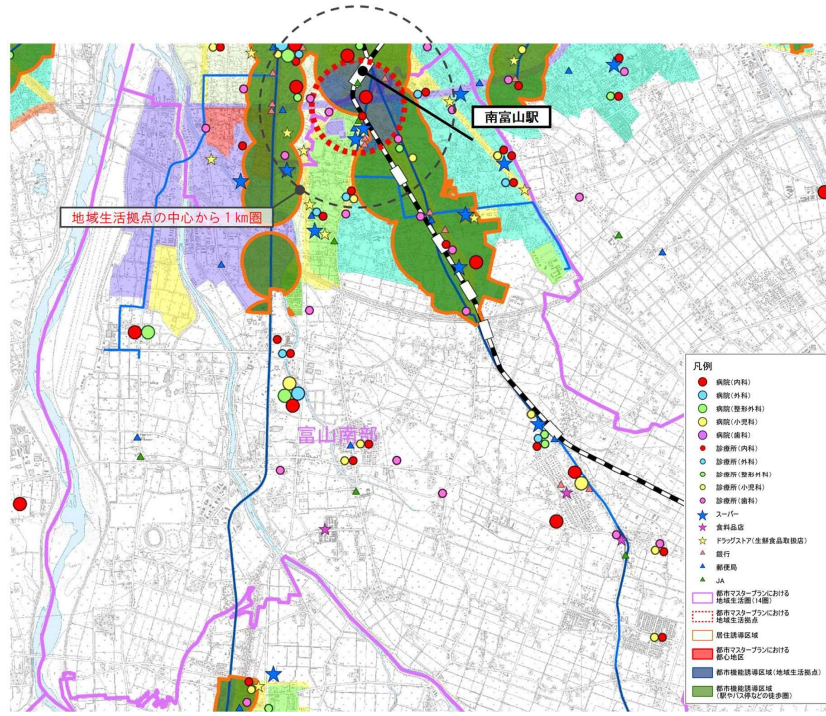 南富山駅
地域生活拠点の中心から1km圏
富山南部
凡例
病院(内科)
病院(外科)
病院(整形外科)
病院(小児科)
病院(歯科)
診療所(内科)
診療所(外科)
診療所(整形外科)
診療所(小児科)
診療所(歯科)
スーパー
食料品店
ドラッグストア(生鮮食品取扱店)
銀行
郵便局
JA
都市マスタープランにおける
地域生活圏(14圏)
都市マスタープランにおける
地域生活拠点
居住誘導区域
都市マスタープランにおける
都心地区
都市機能誘導区域(地域生活拠点)
都市機能誘導区域
(駅やバス停などの徒歩圏)